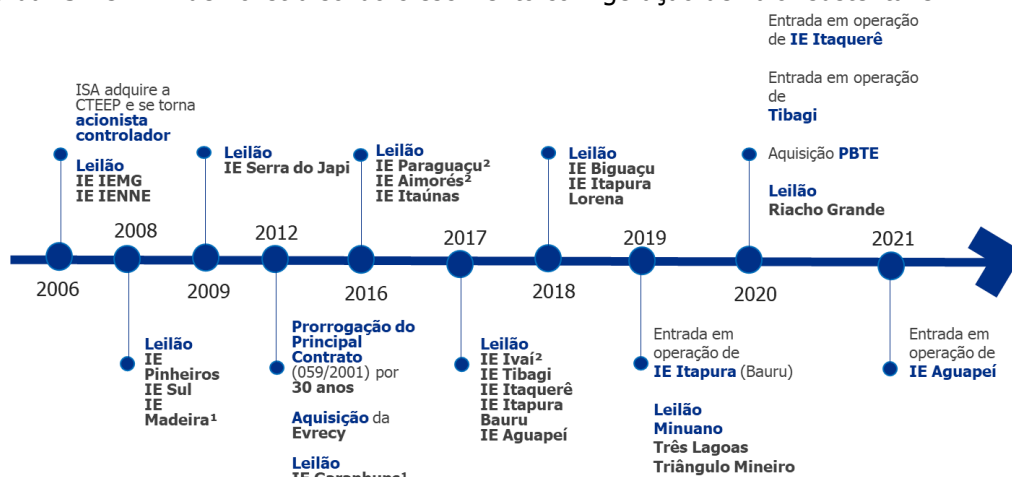 Entrada em operação
de IE Itaquerê
Entrada em operação
de
Tibagi
ISA adquire a
CTEEP e se torna
acionista
controlador
Leilão
IE IEMG
IE IENNE
Leilão
IE Serra do Japi
Leilão
IE Paraguaçu²
IE Aimorés²
IE Itaúnas
Leilão
IE Biguaçu
IE Itapura
Lorena
Aquisição PBTE
Leilão
Riacho Grande
2008
2012
2017
2019
2021
2006
2009
2016
2018
2020
Leilão
IE
Pinheiros
IE Sul
IE
Madeira¹
Prorrogação do
Principal
Contrato
(059/2001) por
30 anos
Aquisição da
Evrecy
Leilão
Leilão
IE Ivaí²
IE Tibagi
IE Itaquerê
IE Itapura
Bauru
IE Aguapeí
Entrada em
operação de
IE Itapura (Bauru)
Leilão
Minuano
Três Lagoas
Triângulo Mineiro
Entrada em
operação de
IE Aguapeí